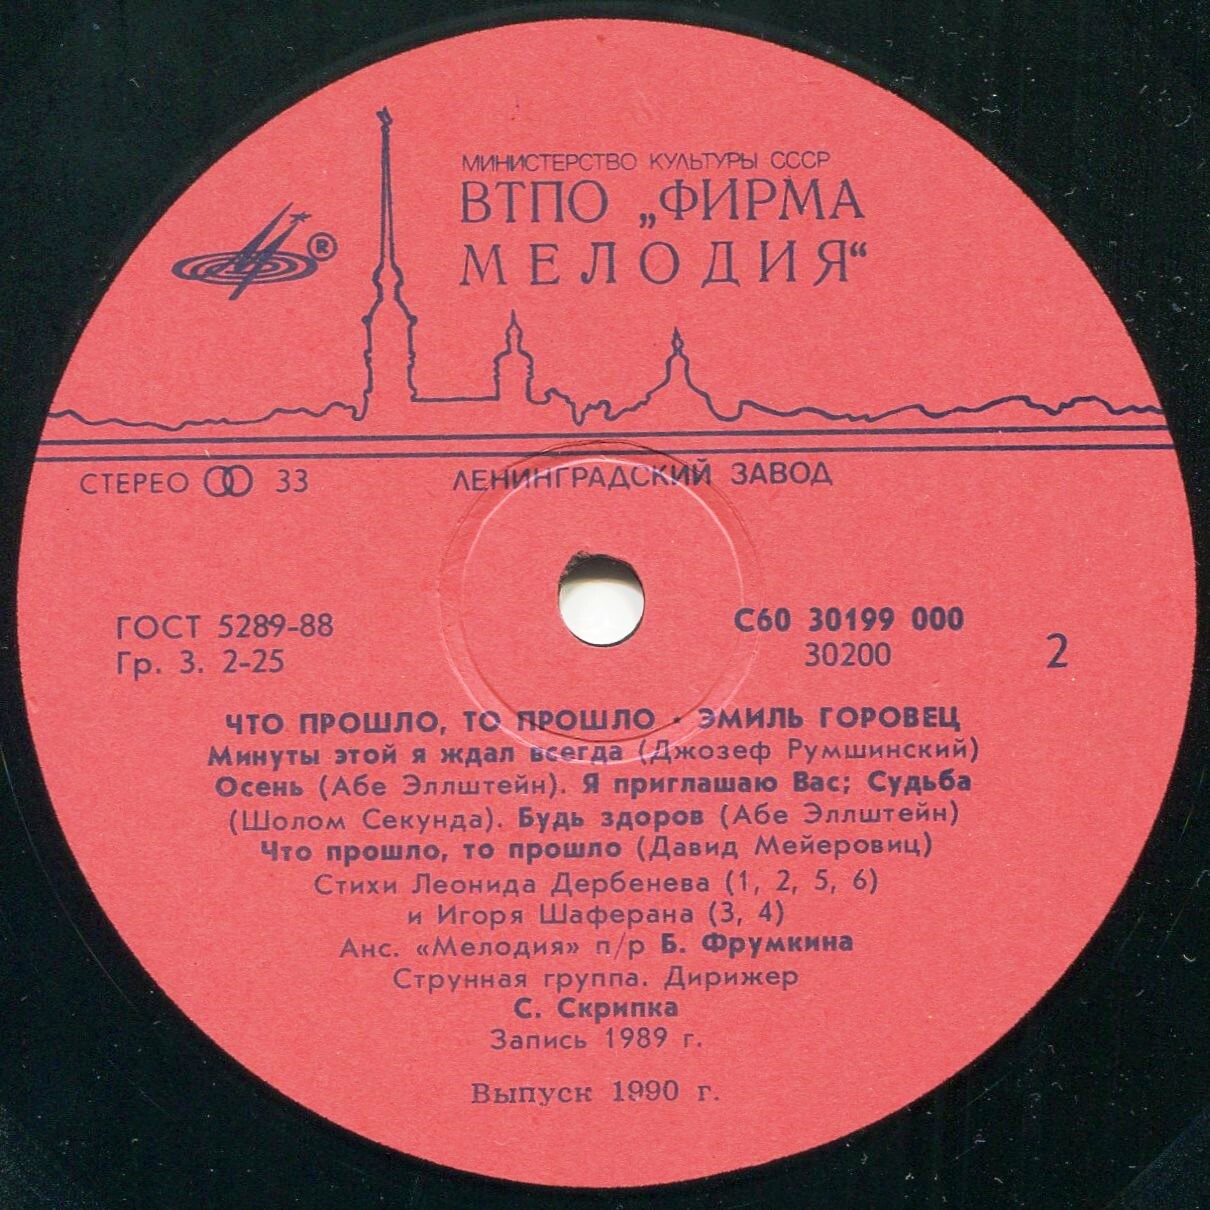 МИНИСТЕРСТВО КУЛЬТУРЫ СССР
ВТПО „ФИРМА
МЕЛОДИЯ“
®
СТЕРЕО 33
ЛЕНИНГРАДСКИЙ ЗАВОД
ГОСТ 5289-88
Гр. 3. 2-25
С60 30199 000
30200
2
ЧТО ПРОШЛО, ТО ПРОШЛО • ЭМИЛЬ ГОРОВЕЦ
Минуты этой я ждал всегда (Джозеф Румшинский)
Осень (Абе Эллштейн). Я приглашаю Вас; Судьба
(Шолом Секунда). Будь здоров (Абе Эллштейн)
Что прошло, то прошло (Давид Мейеровиц)
Стихи Леонида Дербенева (1, 2, 5, 6)
и Игоря Шаферана (3, 4)
Анс. «Мелодия» п/р Б. Фрумкина
Струнная группа. Дирижер
С. Скрипка
Запись 1989 г.
Выпуск 1990 г.